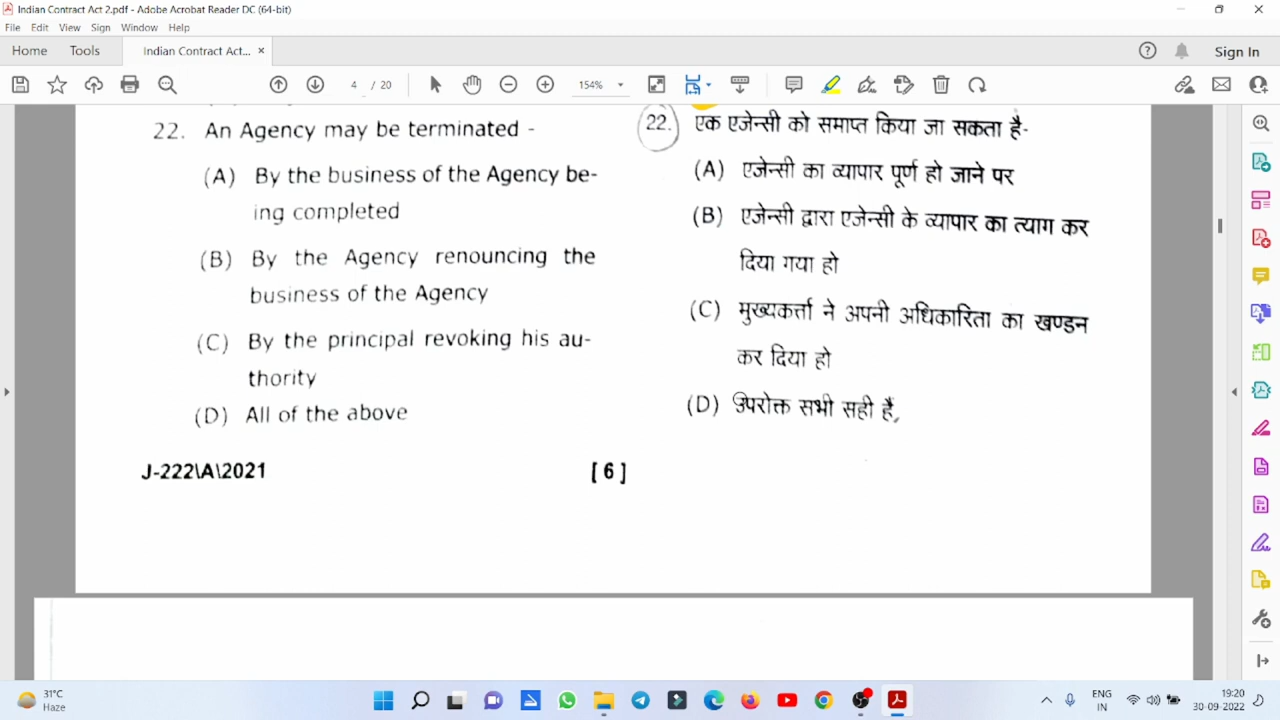 Indian Contract Act 2.pdf - Adobe Acrobat Reader DC (64-bit)
File Edit View Sign Window Help
Home Tools Indian Contract Act... × Sign In
4 / 20 154%
22. An Agency may be terminated -
(A) By the business of the Agency be-
ing completed
(B) By the Agency renouncing the
business of the Agency
(C) By the principal revoking his au-
thority
(D) All of the above
22. एक एजेन्सी को समाप्त किया जा सकता है-
(A) एजेन्सी का व्यापार पूर्ण हो जाने पर
(B) एजेन्सी द्वारा एजेन्सी के व्यापार का त्याग कर
दिया गया हो
(C) मुख्यकर्त्ता ने अपनी अधिकारिता का खण्डन
कर दिया हो
(D) उपरोक्त सभी सही हैं,
J-222\A\2021 [ 6 ]
31°C
Haze
ENG
IN
19:20
30-09-2022